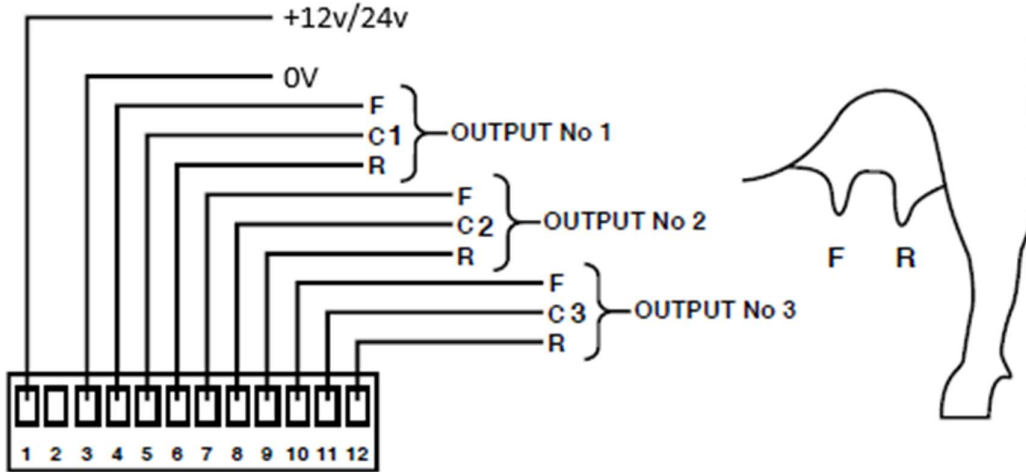 +12v/24v
0V
F
C1
R
OUTPUT No 1
F
C2
R
OUTPUT No 2
F
C3
R
OUTPUT No 3
F R
1 2 3 4 5 6 7 8 9 10 11 12